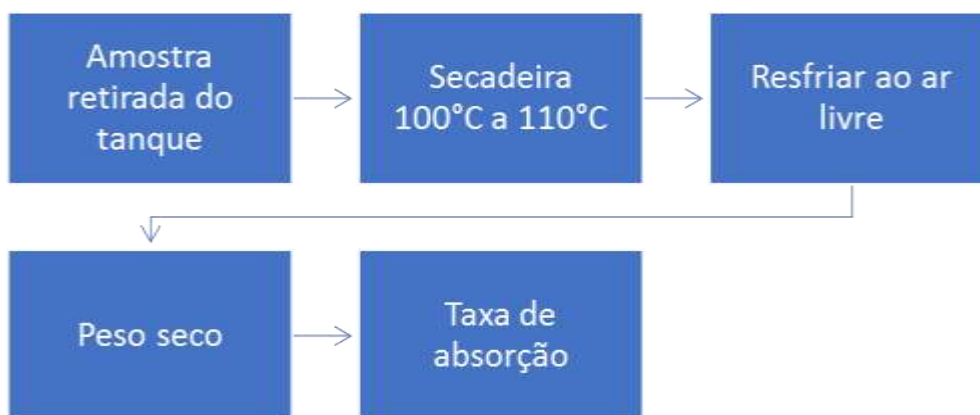 Amostra
retirada do
tanque
Secadeira
100°C a 110°C
Resfriar ao ar
livre
Peso seco
Taxa de
absorção